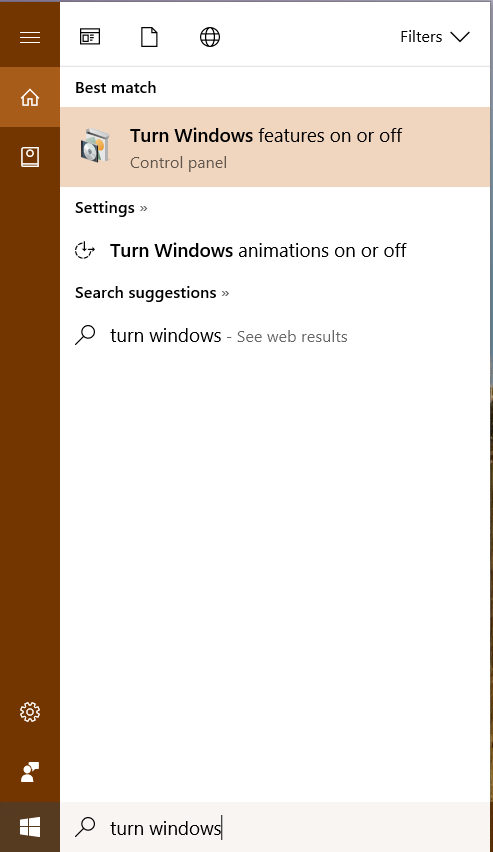 Filters
Best match
Turn Windows features on or off
Control panel
Settings »
Turn Windows animations on or off
Search suggestions »
turn windows - See web results
turn windows